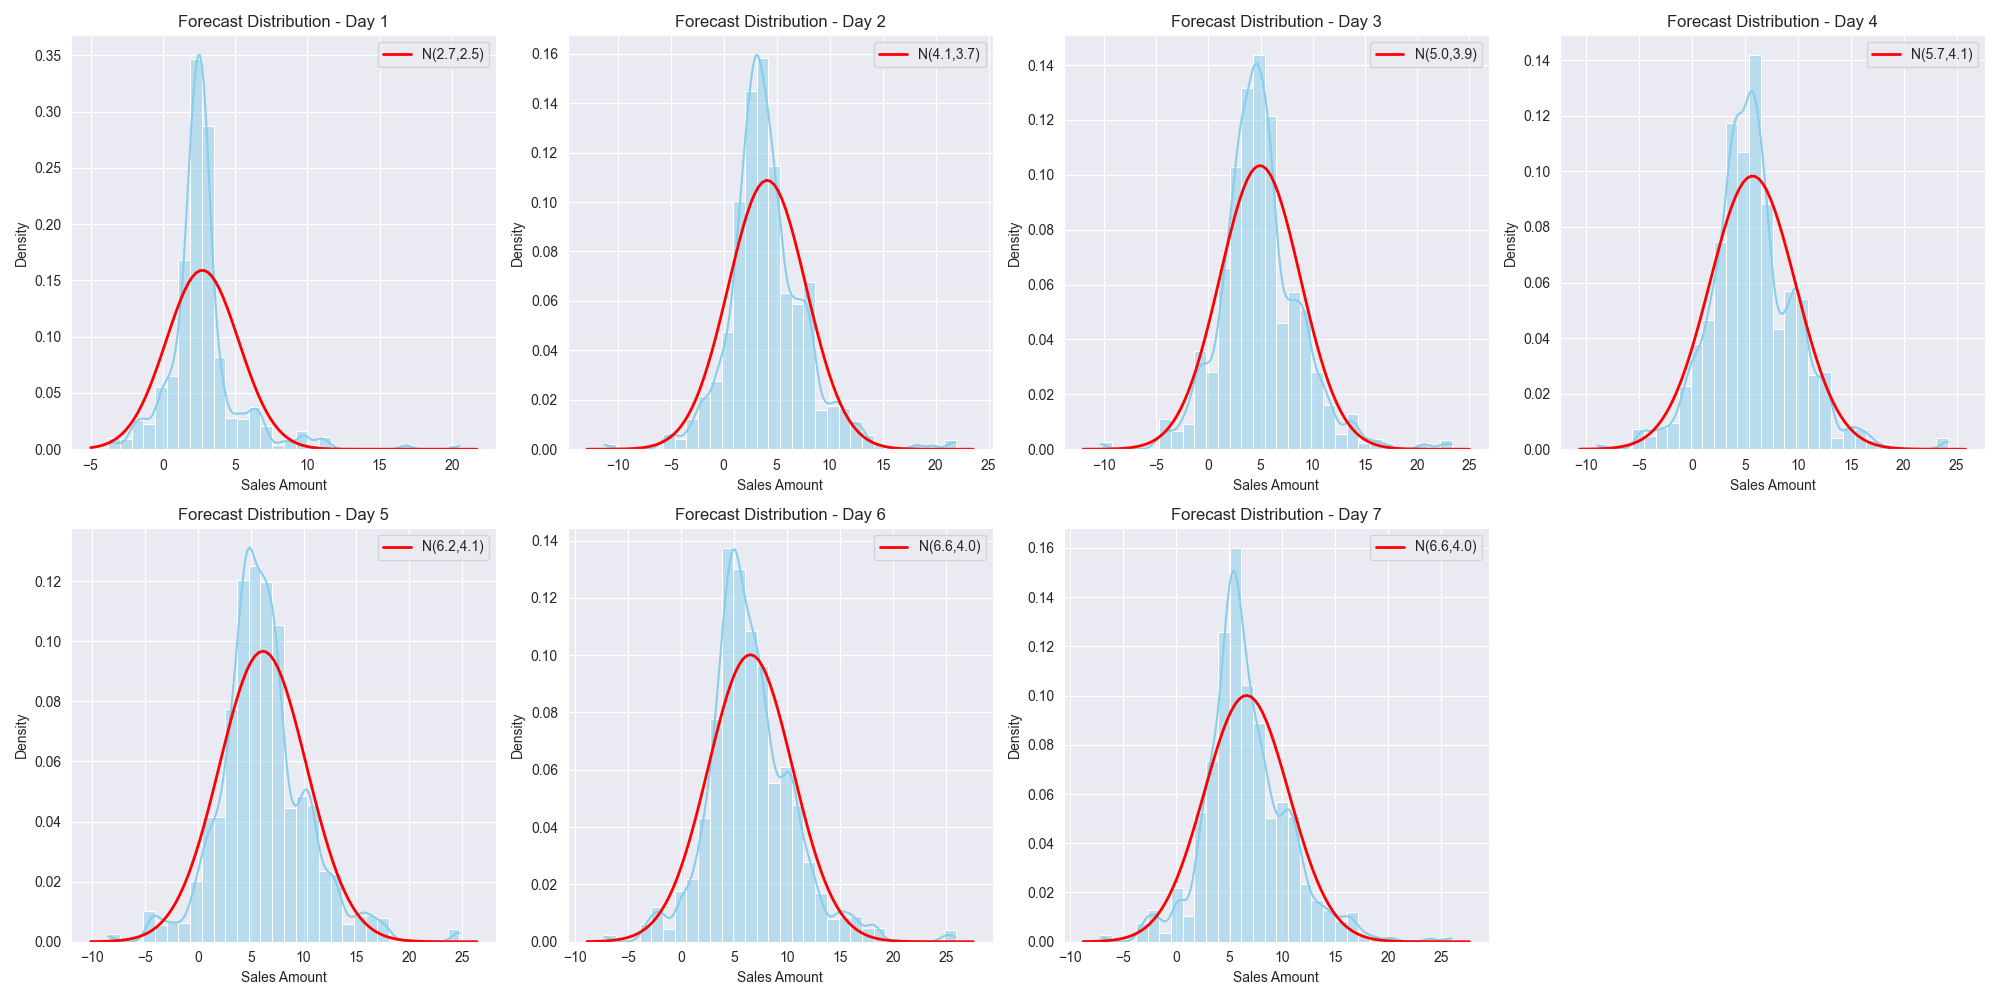 Forecast Distribution - Day 1
N(2.7,2.5)
Density
0.35
0.30
0.25
0.20
0.15
0.10
0.05
0.00
−5 0 5 10 15 20
Sales Amount
Forecast Distribution - Day 2
N(4.1,3.7)
Density
0.16
0.14
0.12
0.10
0.08
0.06
0.04
0.02
0.00
−10 −5 0 5 10 15 20 25
Sales Amount
Forecast Distribution - Day 3
N(5.0,3.9)
Density
0.14
0.12
0.10
0.08
0.06
0.04
0.02
0.00
−10 −5 0 5 10 15 20 25
Sales Amount
Forecast Distribution - Day 4
N(5.7,4.1)
Density
0.14
0.12
0.10
0.08
0.06
0.04
0.02
0.00
−10 −5 0 5 10 15 20 25
Sales Amount
Forecast Distribution - Day 5
N(6.2,4.1)
Density
0.12
0.10
0.08
0.06
0.04
0.02
0.00
−10 −5 0 5 10 15 20 25
Sales Amount
Forecast Distribution - Day 6
N(6.6,4.0)
Density
0.14
0.12
0.10
0.08
0.06
0.04
0.02
0.00
−10 −5 0 5 10 15 20 25
Sales Amount
Forecast Distribution - Day 7
N(6.6,4.0)
Density
0.16
0.14
0.12
0.10
0.08
0.06
0.04
0.02
0.00
−10 −5 0 5 10 15 20 25
Sales Amount